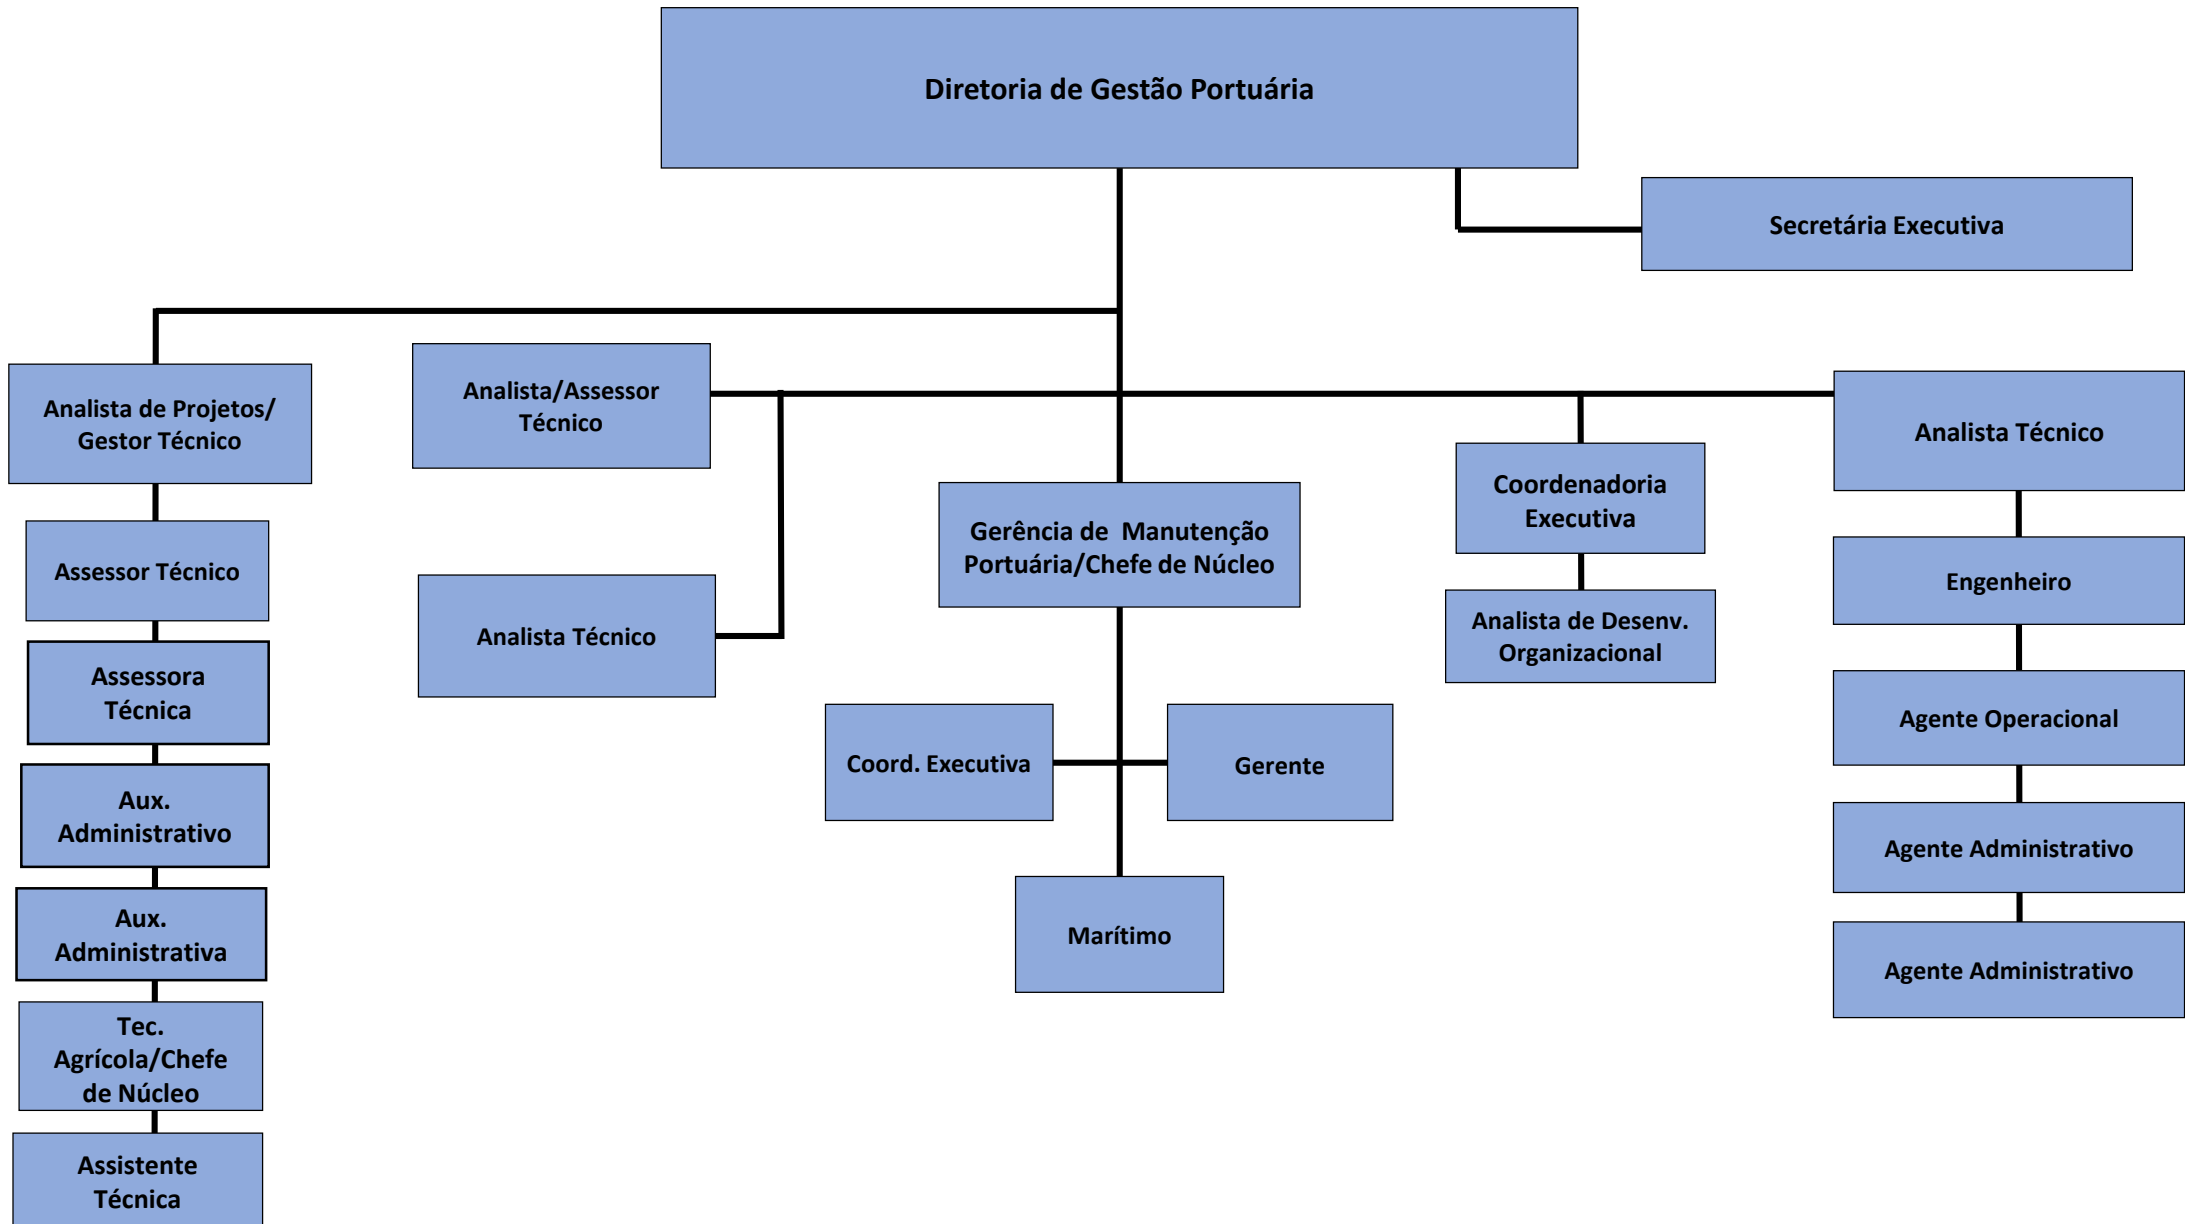 Diretoria de Gestão Portuária
Secretária Executiva
Analista de Projetos/
Gestor Técnico
Assessor Técnico
Assessora
Técnica
Aux.
Administrativo
Aux.
Administrativa
Tec.
Agrícola/Chefe
de Núcleo
Assistente
Técnica
Analista/Assessor
Técnico
Analista Técnico
Gerência de  Manutenção
Portuária/Chefe de Núcleo
Coord. Executiva
Gerente
Marítimo
Coordenadoria
Executiva
Analista de Desenv.
Organizacional
Analista Técnico
Engenheiro
Agente Operacional
Agente Administrativo
Agente Administrativo